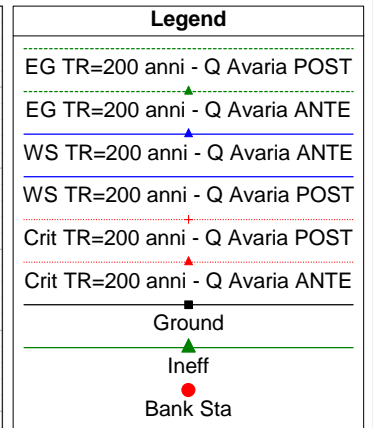 Legend
EG TR=200 anni - Q Avaria POST
EG TR=200 anni - Q Avaria ANTE
WS TR=200 anni - Q Avaria ANTE
WS TR=200 anni - Q Avaria POST
Crit TR=200 anni - Q Avaria POST
Crit TR=200 anni - Q Avaria ANTE
Ground
Ineff
Bank Sta